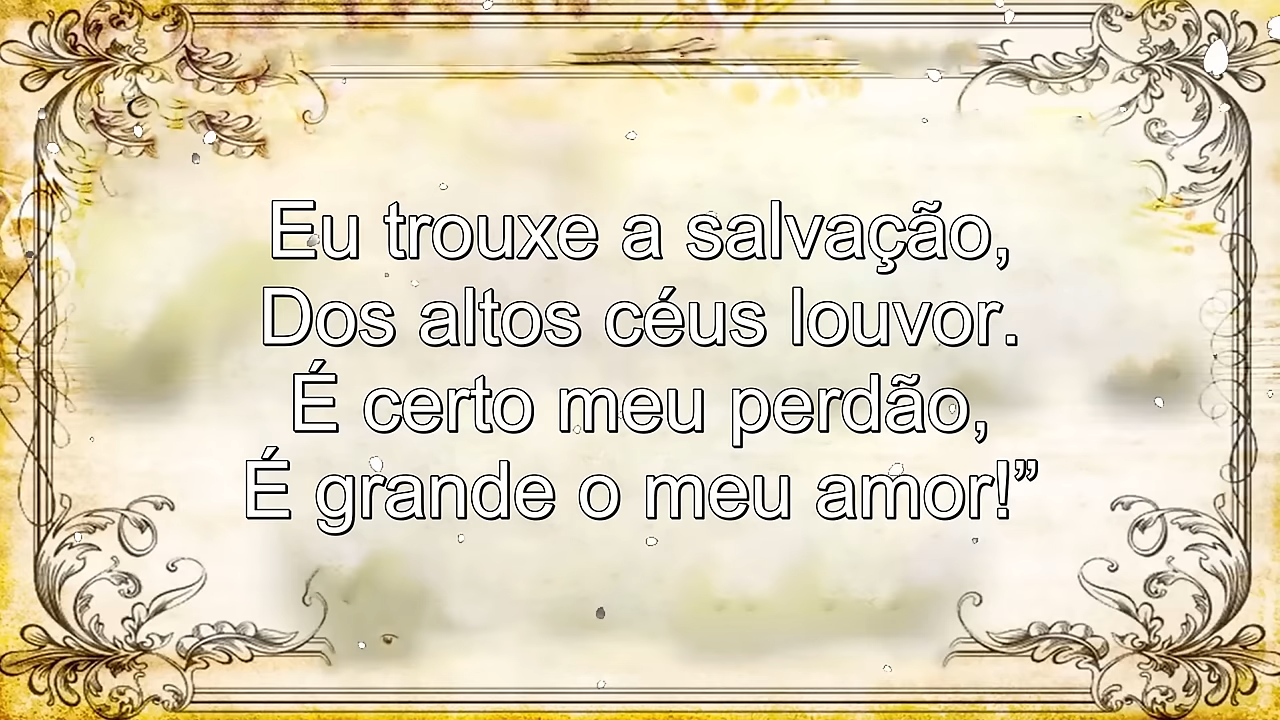 Eu trouxe a salvação,
Dos altos céus louvor.
É certo meu perdão,
É grande o meu amor!”